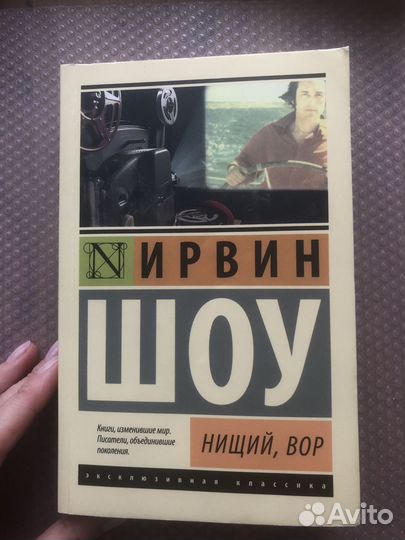 ИРВИН
ШОУ
Книги, изменившие мир.
Писатели, объединившие
поколения.
НИЩИЙ, ВОР
эксклюзивная классика
Avito